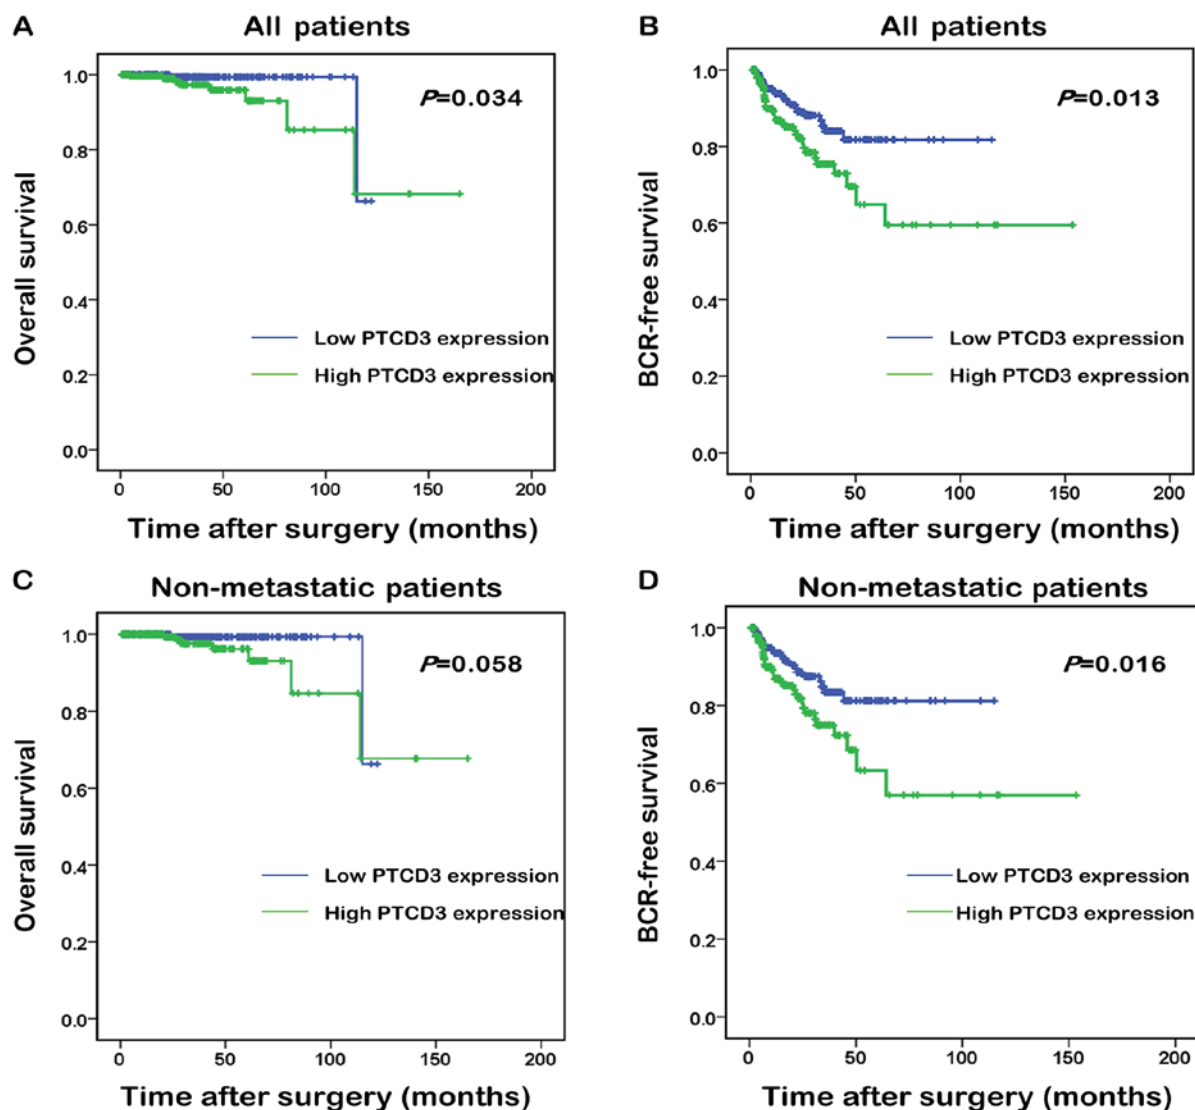 A
All patients
1.0
0.8
0.6
0.4
0.2
0.0
Overall survival
P=0.034
Low PTCD3 expression
High PTCD3 expression
0 50 100 150 200
Time after surgery (months)
B
All patients
1.0
0.8
0.6
0.4
0.2
0.0
BCR-free survival
P=0.013
Low PTCD3 expression
High PTCD3 expression
0 50 100 150 200
Time after surgery (months)
C
Non-metastatic patients
1.0
0.8
0.6
0.4
0.2
0.0
Overall survival
P=0.058
Low PTCD3 expression
High PTCD3 expression
0 50 100 150 200
Time after surgery (months)
D
Non-metastatic patients
1.0
0.8
0.6
0.4
0.2
0.0
BCR-free survival
P=0.016
Low PTCD3 expression
High PTCD3 expression
0 50 100 150 200
Time after surgery (months)